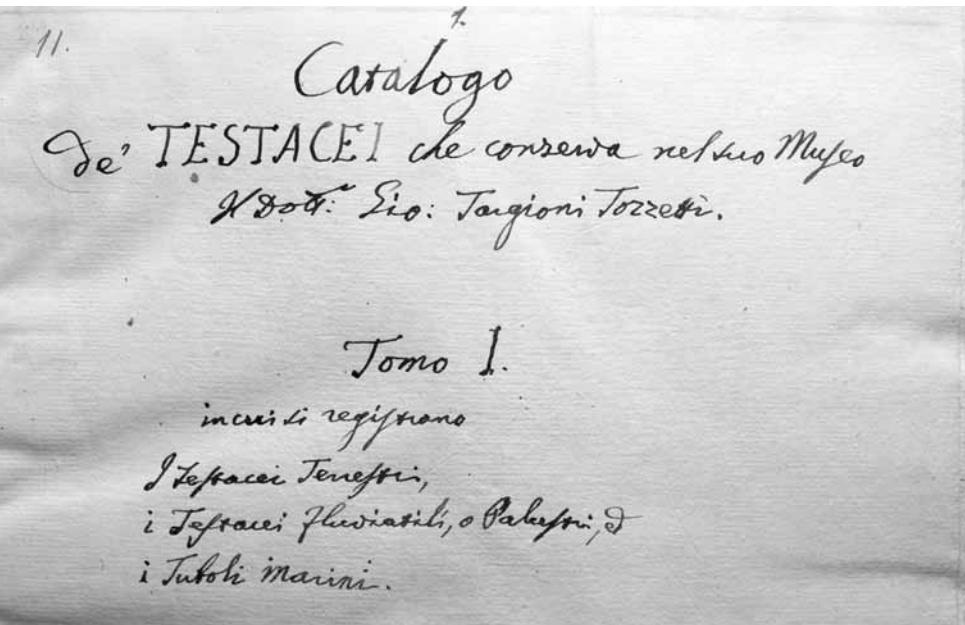 11.
1.
Catalogo
de' TESTACEI che conserva nel suo Museo
Il Dott.e Gio: Targioni Tozzetti.
Tomo I.
in cui si registrano
I Testacei Terrestri,
i Testacei fluviatili, o Palustri, ed
i Tuboli Marini.